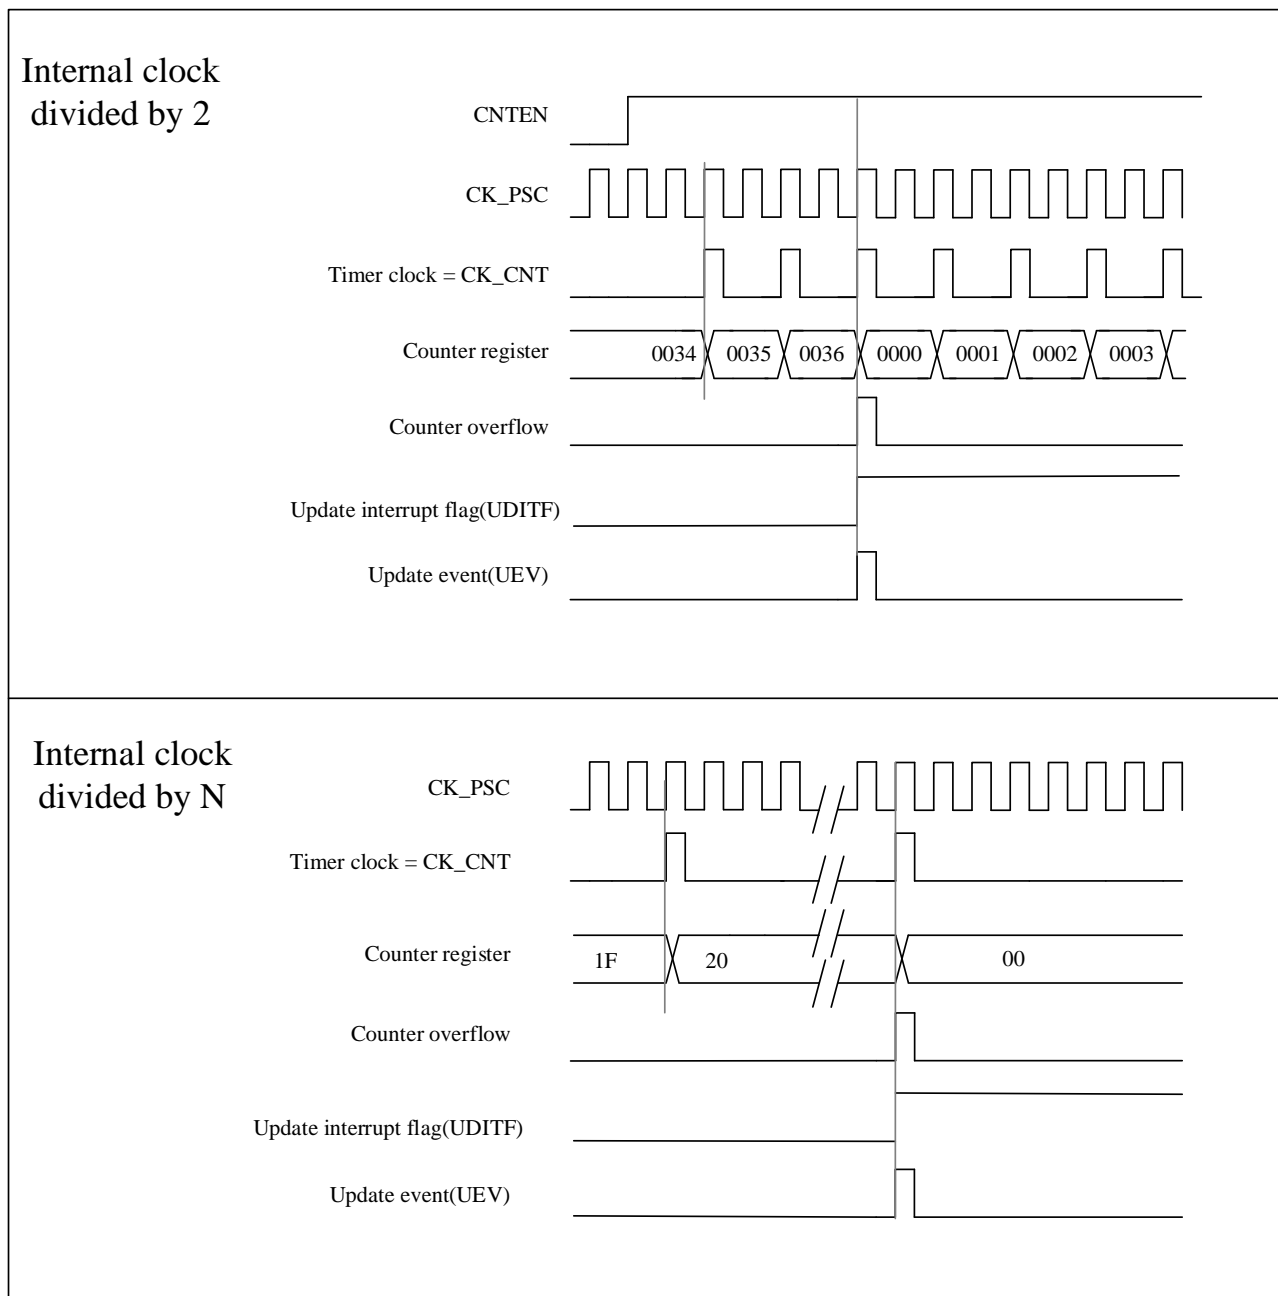 Internal clock
divided by 2
CNTEN
CK_PSC
Timer clock = CK_CNT
Counter register
0034 0035 0036 0000 0001 0002 0003
Counter overflow
Update interrupt flag(UDITF)
Update event(UEV)
Internal clock
divided by N
CK_PSC
Timer clock = CK_CNT
Counter register
1F 20 00
Counter overflow
Update interrupt flag(UDITF)
Update event(UEV)